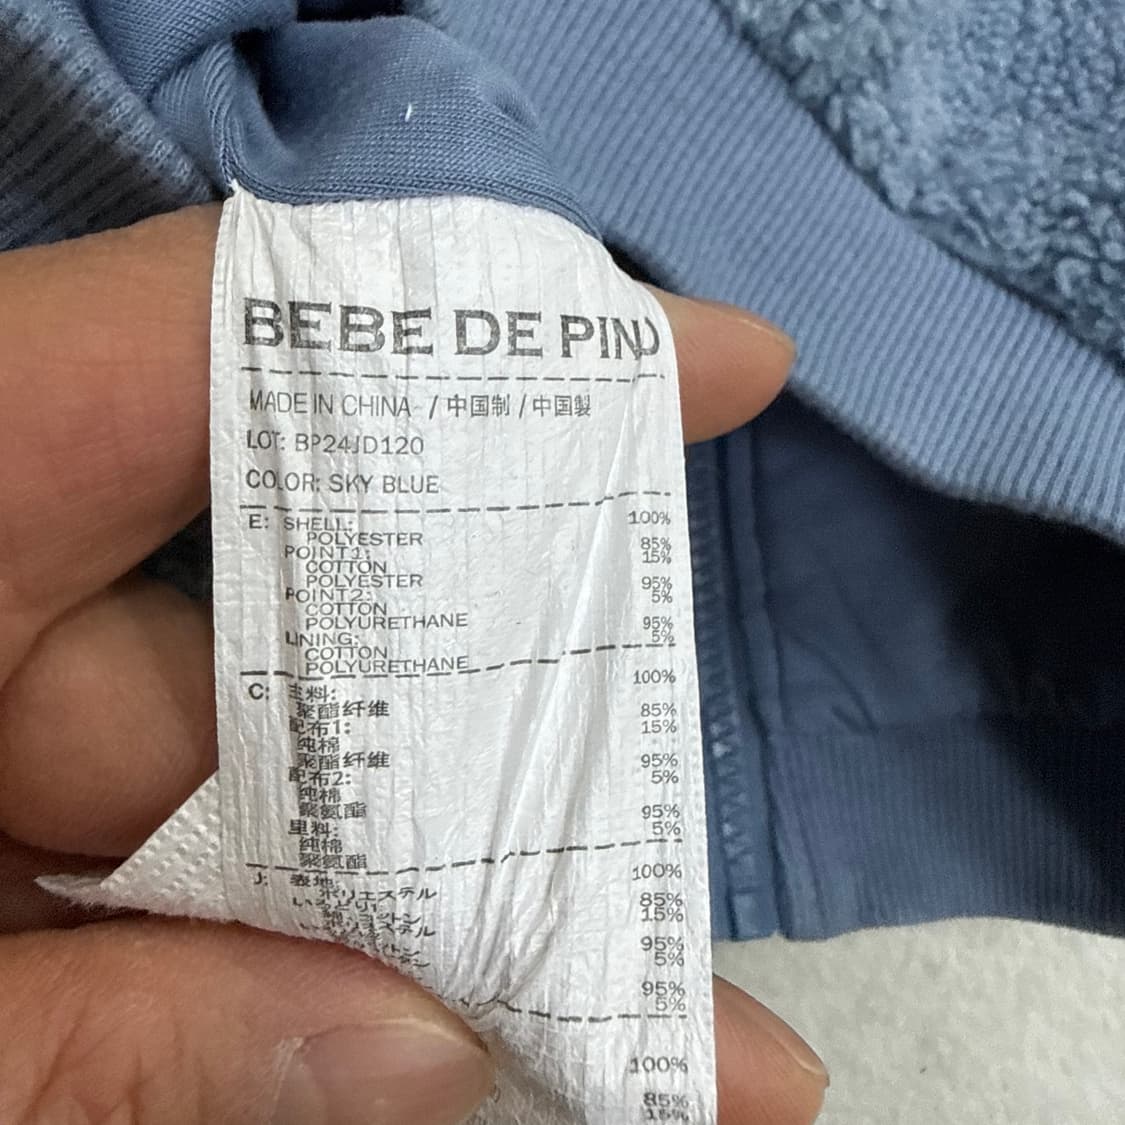 BEBE DE PINO
MADE IN CHINA / 中国制 / 中国製
LOT: BP24JD120
COLOR: SKY BLUE
E: SHELL:
POLYESTER 100%
POINT1:
COTTON 85%
POLYESTER 15%
POINT2:
COTTON 95%
POLYURETHANE 5%
LINING:
COTTON 95%
POLYURETHANE 5%
C: 主料:
聚酯纤维 100%
配布1:
纯棉 85%
聚酯纤维 15%
配布2:
纯棉 95%
聚氨酯 5%
里料:
纯棉 95%
聚氨酯 5%
J: 表地:
ポリエステル 100%
85%
15%
95%
5%
95%
5%
100%
85%
15%